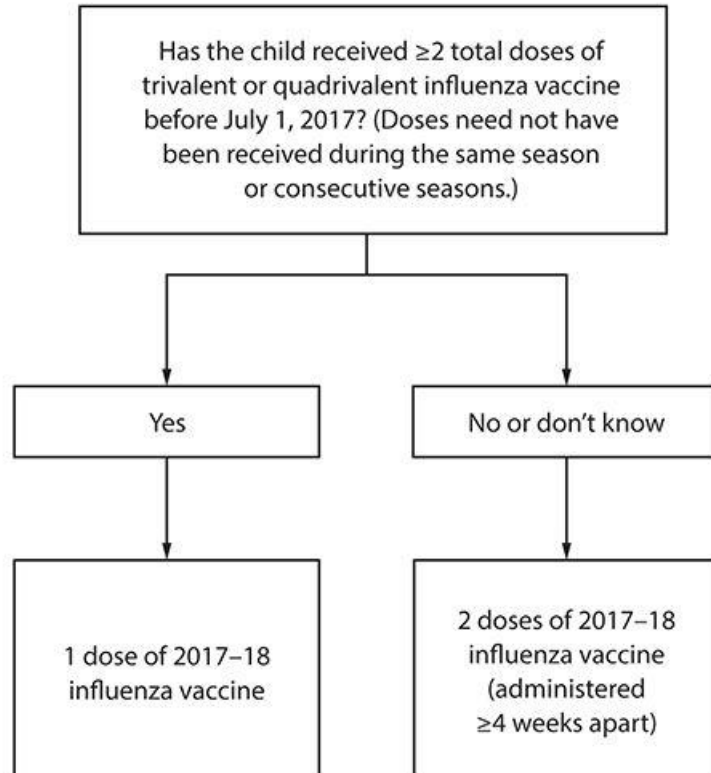 Has the child received ≥2 total doses of
trivalent or quadrivalent influenza vaccine
before July 1, 2017? (Doses need not have
been received during the same season
or consecutive seasons.)
Yes
No or don't know
1 dose of 2017–18
influenza vaccine
2 doses of 2017–18
influenza vaccine
(administered
≥4 weeks apart)